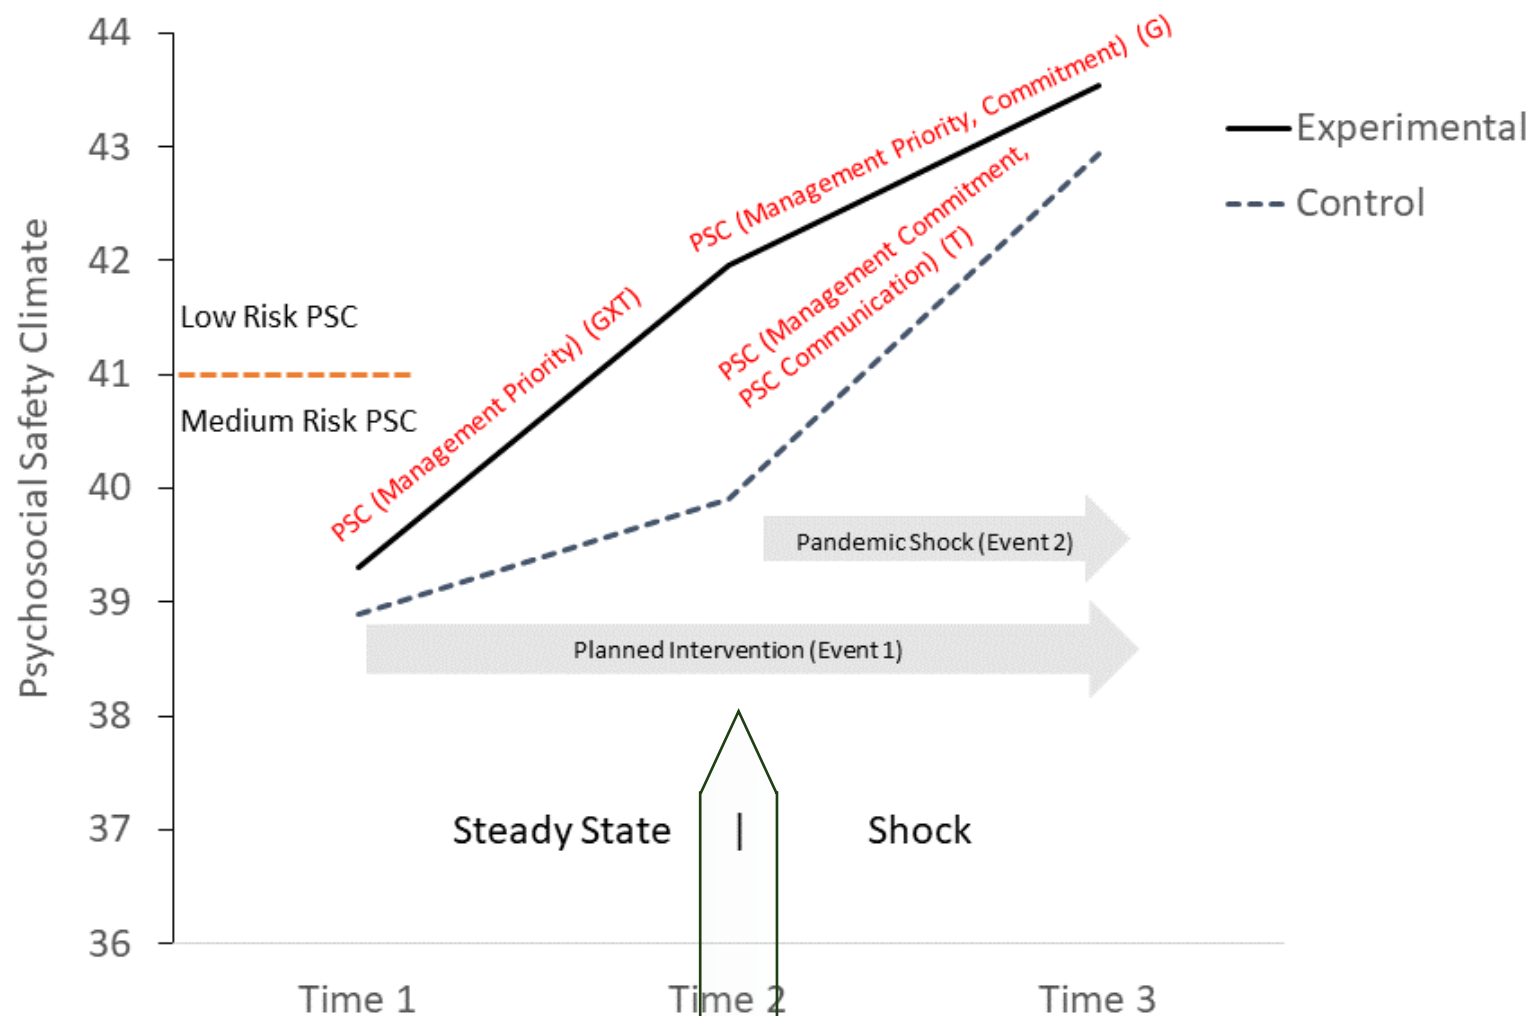 44
43
42
41
40
39
38
37
36
Psychosocial Safety Climate
Low Risk PSC
Medium Risk PSC
PSC (Management Priority) (GXT)
PSC (Management Priority, Commitment) (G)
PSC (Management Commitment,
PSC Communication) (T)
Experimental
Control
Pandemic Shock (Event 2)
Planned Intervention (Event 1)
Steady State | Shock
Time 1
Time 2
Time 3